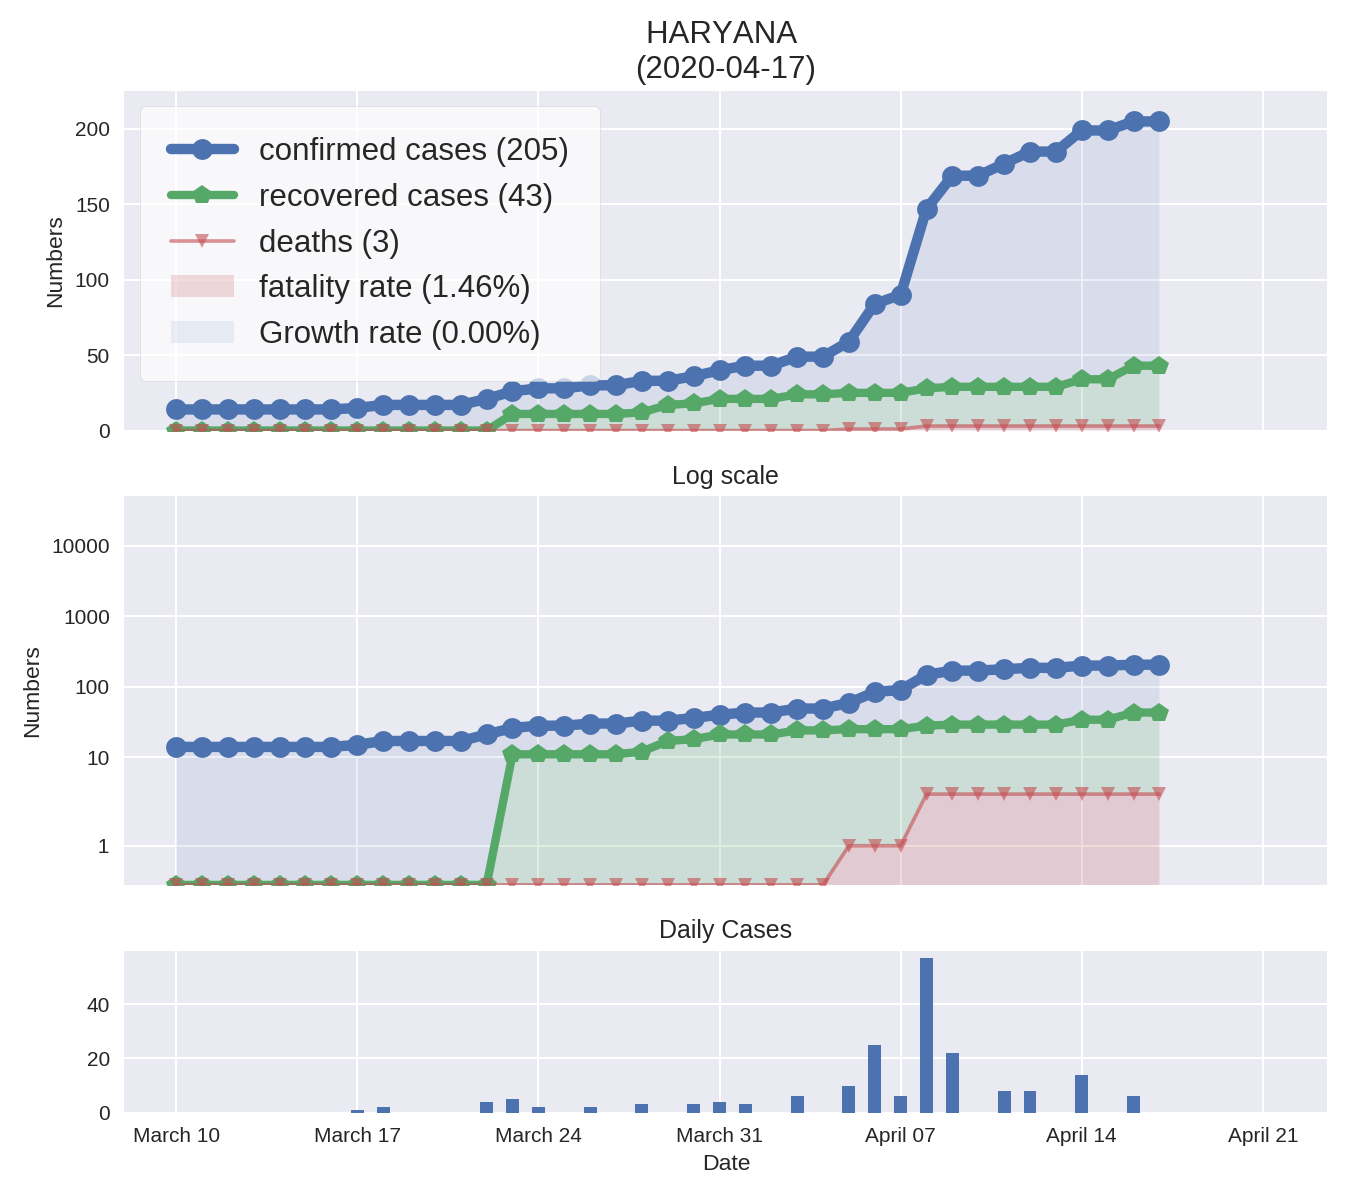 HARYANA
(2020-04-17)
200
150
100
50
0
Numbers
confirmed cases (205)
recovered cases (43)
deaths (3)
fatality rate (1.46%)
Growth rate (0.00%)
Log scale
10000
1000
100
10
1
Numbers
Daily Cases
40
20
0
March 10 March 17 March 24 March 31 April 07 April 14 April 21
Date